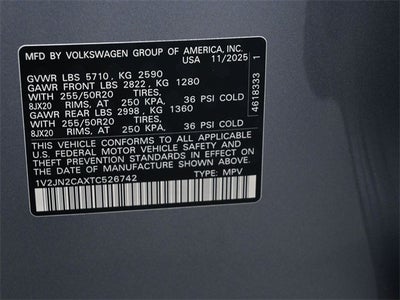 MFD BY VOLKSWAGEN GROUP OF AMERICA, INC.
USA 11/2025
GVWR LBS 5710, KG 2590
GAWR FRONT LBS 2822, KG 1280
WITH 255/50R20 TIRES,
8JX20 RIMS, AT 250 KPA, 36 PSI COLD
GAWR REAR LBS 2998, KG 1360
WITH 255/50R20 TIRES,
8JX20 RIMS, AT 250 KPA, 36 PSI COLD
THIS VEHICLE CONFORMS TO ALL APPLICABLE
U.S. FEDERAL MOTOR VEHICLE SAFETY AND
THEFT PREVENTION STANDARDS IN EFFECT ON THE
DATE OF MANUFACTURE SHOWN ABOVE.
1V2JN2CAXTC526742 TYPE: MPV
4618333 1